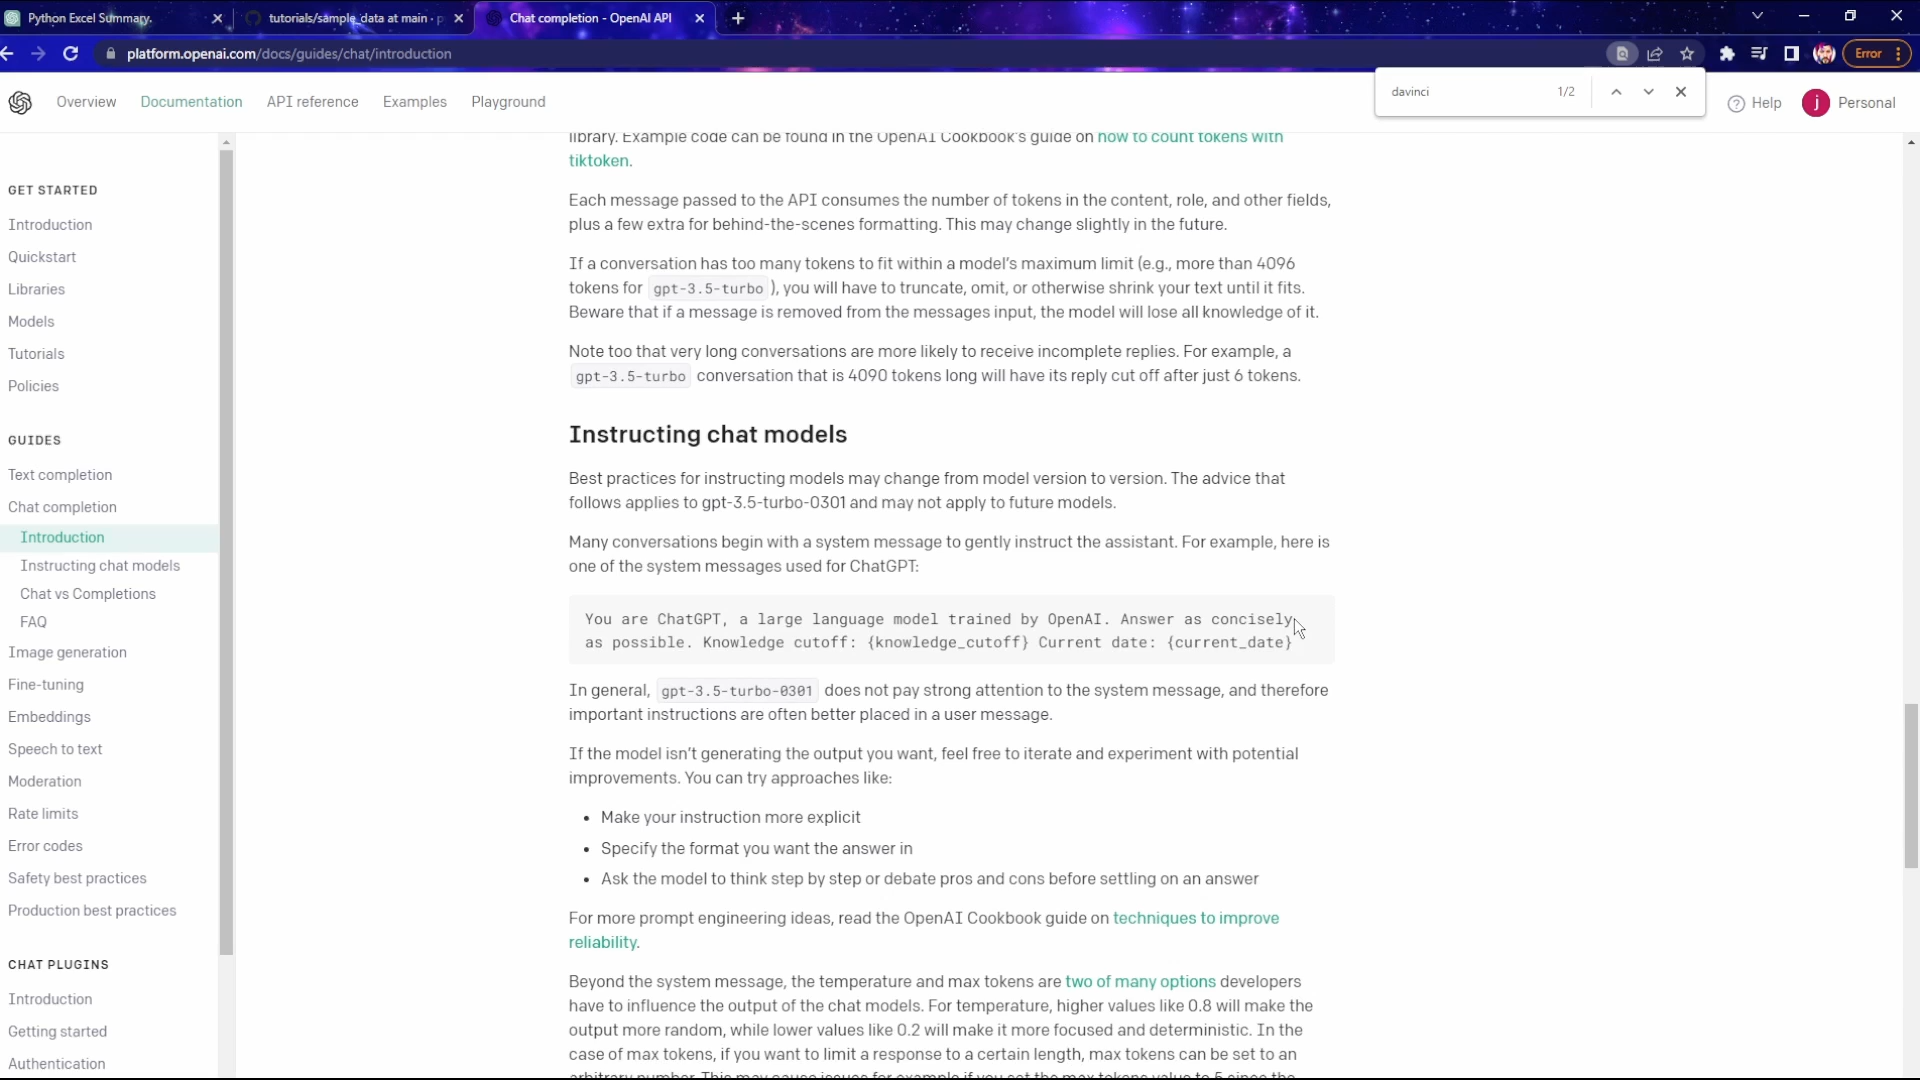 Python Excel Summary.
tutorials/sample_data at main · p
Chat completion - OpenAI API
platform.openai.com/docs/guides/chat/introduction
Error
davinci
1/2
Overview
Documentation
API reference
Examples
Playground
Help
j
Personal
GET STARTED
Introduction
Quickstart
Libraries
Models
Tutorials
Policies
GUIDES
Text completion
Chat completion
Introduction
Instructing chat models
Chat vs Completions
FAQ
Image generation
Fine-tuning
Embeddings
Speech to text
Moderation
Rate limits
Error codes
Safety best practices
Production best practices
CHAT PLUGINS
Introduction
Getting started
Authentication
library. Example code can be found in the OpenAI Cookbook's guide on how to count tokens with
tiktoken.
Each message passed to the API consumes the number of tokens in the content, role, and other fields,
plus a few extra for behind-the-scenes formatting. This may change slightly in the future.
If a conversation has too many tokens to fit within a model's maximum limit (e.g., more than 4096
tokens for gpt-3.5-turbo ), you will have to truncate, omit, or otherwise shrink your text until it fits.
Beware that if a message is removed from the messages input, the model will lose all knowledge of it.
Note too that very long conversations are more likely to receive incomplete replies. For example, a
gpt-3.5-turbo conversation that is 4090 tokens long will have its reply cut off after just 6 tokens.
Instructing chat models
Best practices for instructing models may change from model version to version. The advice that
follows applies to gpt-3.5-turbo-0301 and may not apply to future models.
Many conversations begin with a system message to gently instruct the assistant. For example, here is
one of the system messages used for ChatGPT:
You are ChatGPT, a large language model trained by OpenAI. Answer as concisely
as possible. Knowledge cutoff: {knowledge_cutoff} Current date: {current_date}
In general, gpt-3.5-turbo-0301 does not pay strong attention to the system message, and therefore
important instructions are often better placed in a user message.
If the model isn't generating the output you want, feel free to iterate and experiment with potential
improvements. You can try approaches like:
• Make your instruction more explicit
• Specify the format you want the answer in
• Ask the model to think step by step or debate pros and cons before settling on an answer
For more prompt engineering ideas, read the OpenAI Cookbook guide on techniques to improve
reliability.
Beyond the system message, the temperature and max tokens are two of many options developers
have to influence the output of the chat models. For temperature, higher values like 0.8 will make the
output more random, while lower values like 0.2 will make it more focused and deterministic. In the
case of max tokens, if you want to limit a response to a certain length, max tokens can be set to an
arbitrary number. This may cause issues for example if you set the max tokens value to 5 since the